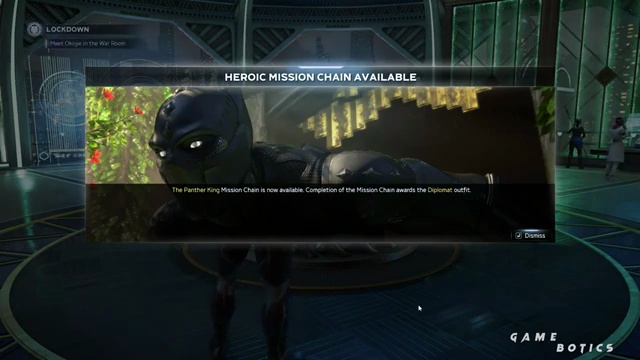 LOCKDOWN
Meet Okoye in the War Room
HEROIC MISSION CHAIN AVAILABLE
The Panther King Mission Chain is now available. Completion of the Mission Chain awards the Diplomat outfit.
Dismiss
GAME
BOTICS